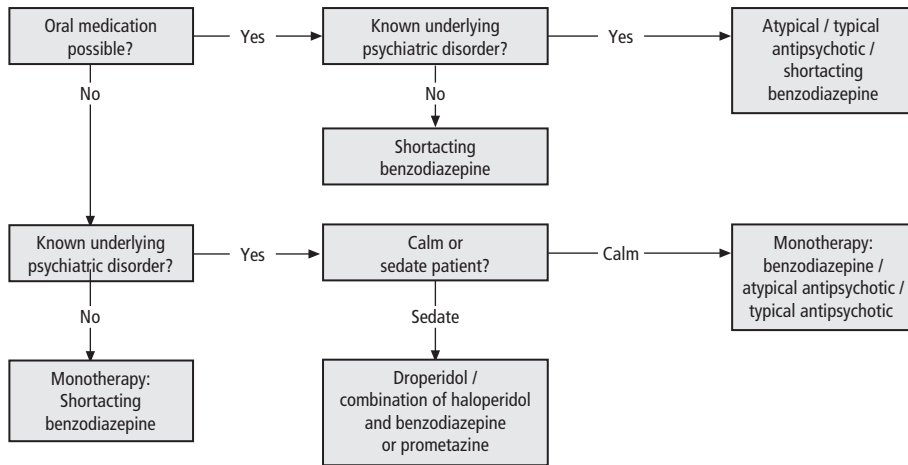 Oral medication
possible?
Yes
Known underlying
psychiatric disorder?
Yes
Atypical / typical
antipsychotic /
shortacting
benzodiazepine
No
No
Shortacting
benzodiazepine
Known underlying
psychiatric disorder?
Yes
Calm or
sedate patient?
Calm
Monotherapy:
benzodiazepine /
atypical antipsychotic /
typical antipsychotic
No
Sedate
Monotherapy:
Shortacting
benzodiazepine
Droperidol /
combination of haloperidol
and benzodiazepine
or prometazine